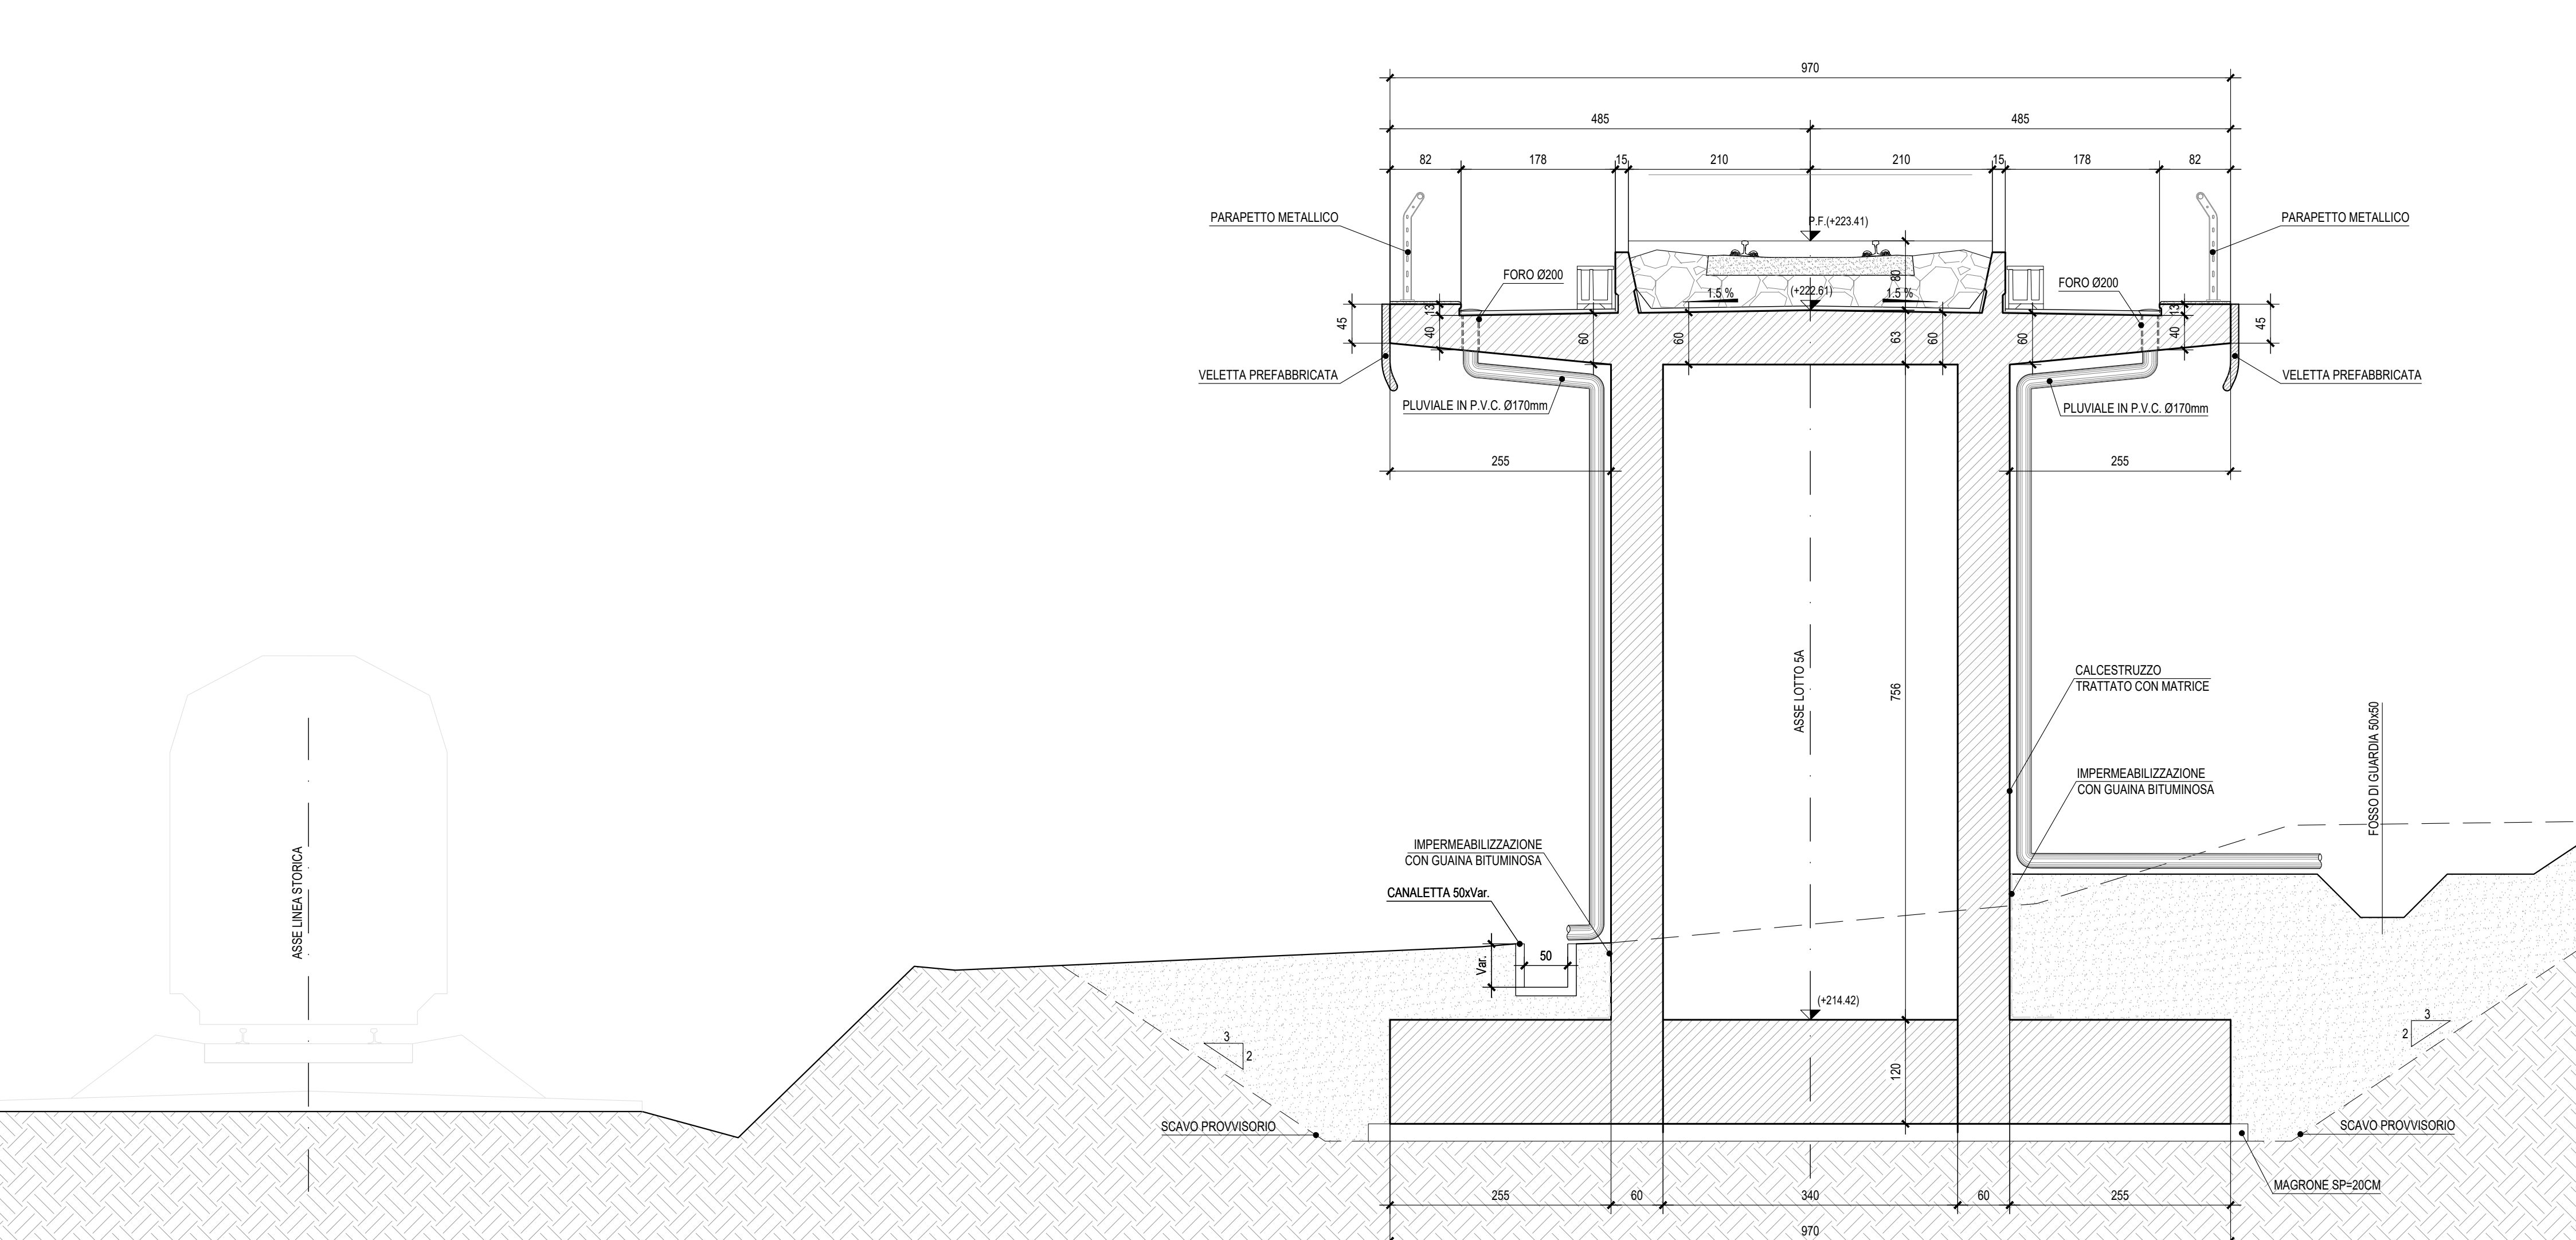 970
485
485
82
178
15
210
210
15
178
82
PARAPETTO METALLICO
P.F.(+223.41)
PARAPETTO METALLICO
FORO Ø200
80
FORO Ø200
1.5 %
(+222.61)
1.5 %
45
13
40
60
60
63
60
60
13
40
45
VELETTA PREFABBRICATA
VELETTA PREFABBRICATA
PLUVIALE IN P.V.C. Ø170mm
PLUVIALE IN P.V.C. Ø170mm
255
255
ASSE LOTTO 5A
756
CALCESTRUZZO
TRATTATO CON MATRICE
FOSSO DI GUARDIA 50x50
IMPERMEABILIZZAZIONE
CON GUAINA BITUMINOSA
IMPERMEABILIZZAZIONE
CON GUAINA BITUMINOSA
ASSE LINEA STORICA
CANALETTA 50xVar.
Var.
50
(+214.42)
3
2
3
2
120
SCAVO PROVVISORIO
SCAVO PROVVISORIO
MAGRONE SP=20CM
255
60
340
60
255
970